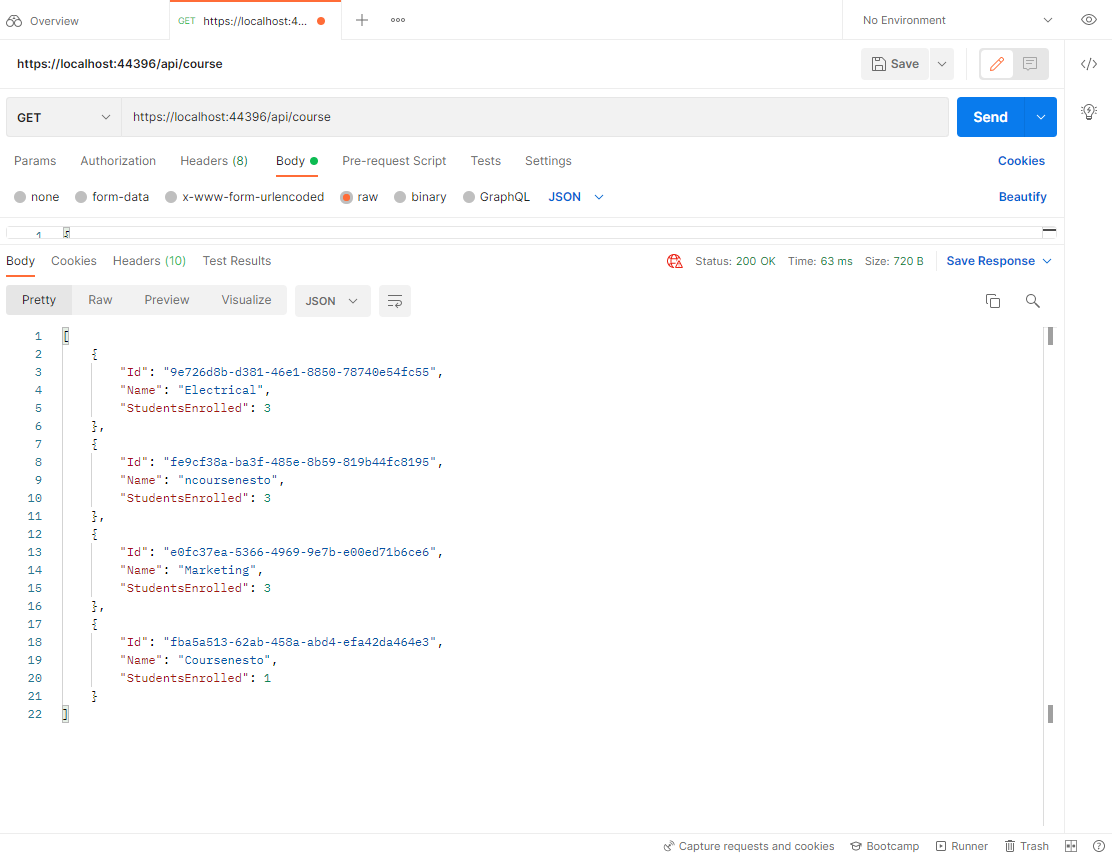 Overview
GET https://localhost:4...
No Environment
https://localhost:44396/api/course
Save
GET
https://localhost:44396/api/course
Send
Params Authorization Headers (8) Body Pre-request Script Tests Settings Cookies
none form-data x-www-form-urlencoded raw binary GraphQL JSON Beautify
1
Body Cookies Headers (10) Test Results Status: 200 OK Time: 63 ms Size: 720 B Save Response
Pretty Raw Preview Visualize JSON
1 [
2 {
3 "Id": "9e726d8b-d381-46e1-8850-78740e54fc55",
4 "Name": "Electrical",
5 "StudentsEnrolled": 3
6 },
7 {
8 "Id": "fe9cf38a-ba3f-485e-8b59-819b44fc8195",
9 "Name": "ncoursenesto",
10 "StudentsEnrolled": 3
11 },
12 {
13 "Id": "e0fc37ea-5366-4969-9e7b-e00ed71b6ce6",
14 "Name": "Marketing",
15 "StudentsEnrolled": 3
16 },
17 {
18 "Id": "fba5a513-62ab-458a-abd4-efa42da464e3",
19 "Name": "Coursenesto",
20 "StudentsEnrolled": 1
21 }
22 ]
Capture requests and cookies Bootcamp Runner Trash